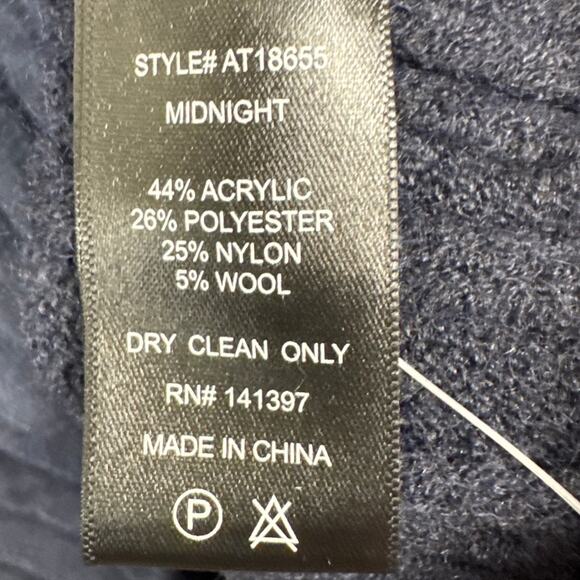 STYLE# AT18655
MIDNIGHT
44% ACRYLIC
26% POLYESTER
25% NYLON
5% WOOL
DRY CLEAN ONLY
RN# 141397
MADE IN CHINA
P